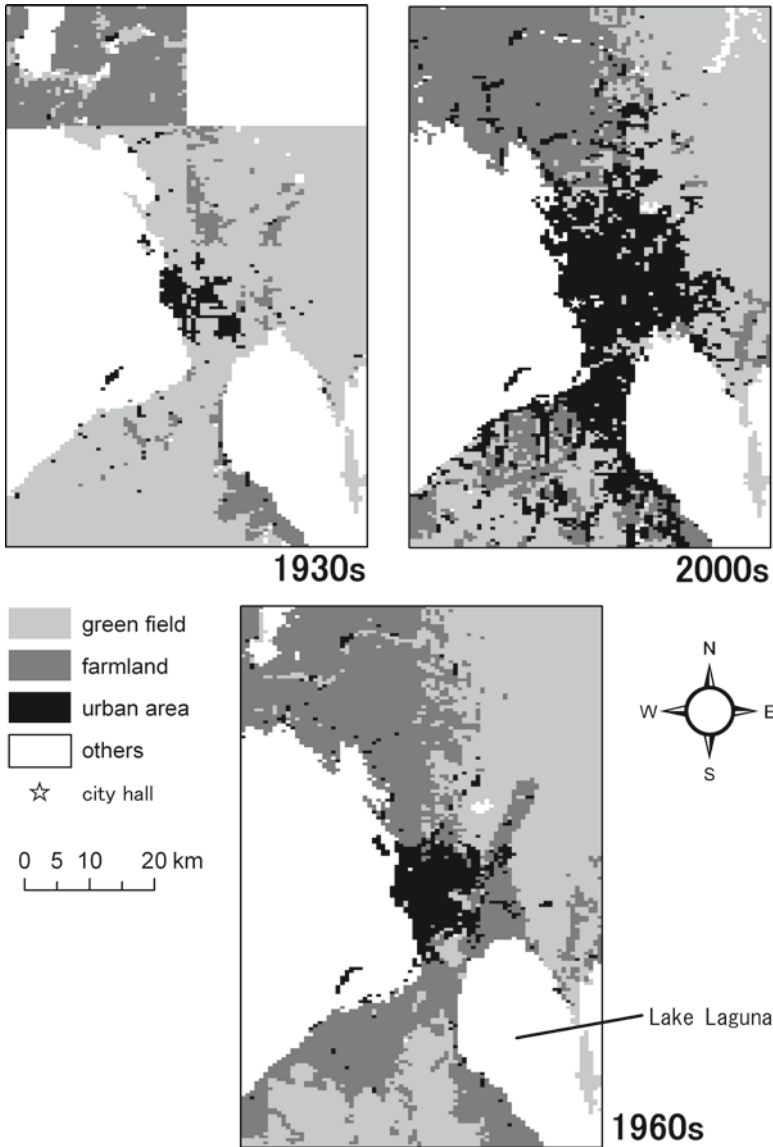 1930s
2000s
green field
farmland
urban area
others
city hall
0 5 10 20 km
N
W E
S
Lake Laguna
1960s